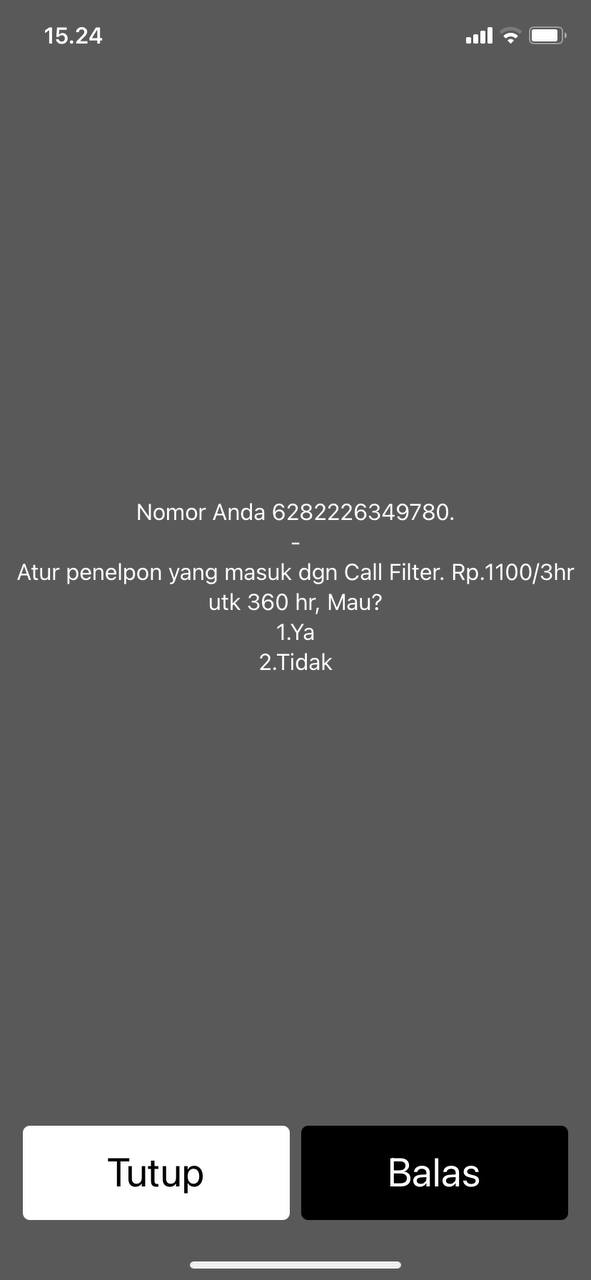 15.24
Nomor Anda 6282226349780.
-
Atur penelpon yang masuk dgn Call Filter. Rp.1100/3hr
utk 360 hr, Mau?
1.Ya
2.Tidak
Tutup
Balas